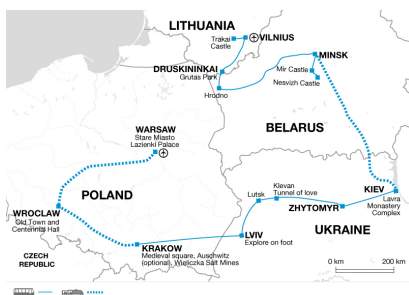 LITHUANIA
Trakai
Castle
VILNIUS
DRUSKININKAI
Grutas Park
MINSK
Mir Castle
Nesvizh Castle
Hrodno
WARSAW
Stare Miasto
Lazienki Palace
BELARUS
POLAND
Klevan
Tunnel of love
Lutsk
KIEV
Lavra
Monastery
Complex
WROCLAW
Old Town and
Centennial Hall
ZHYTOMYR
LVIV
Explore on foot
UKRAINE
KRAKOW
Medieval square, Auschwitz
(optional), Wieliczka Salt Mines
CZECH
REPUBLIC
0 km
200 km